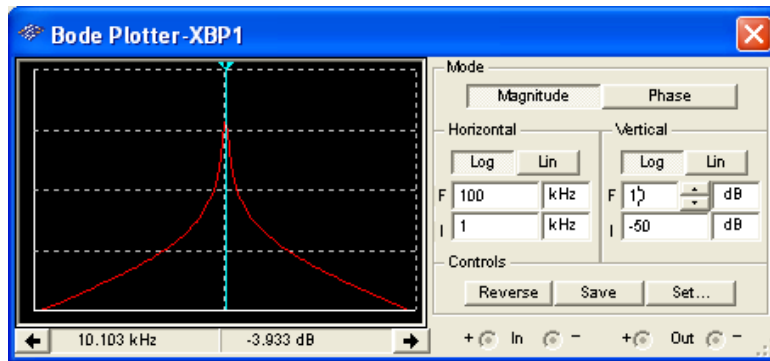 Bode Plotter-XBP1
Mode
Magnitude Phase
Horizontal Vertical
Log Lin Log Lin
F 100 kHz F dB
I 1 kHz I -50 dB
Controls
Reverse Save Set...
10.103 kHz -3.933 dB + In − + Out −